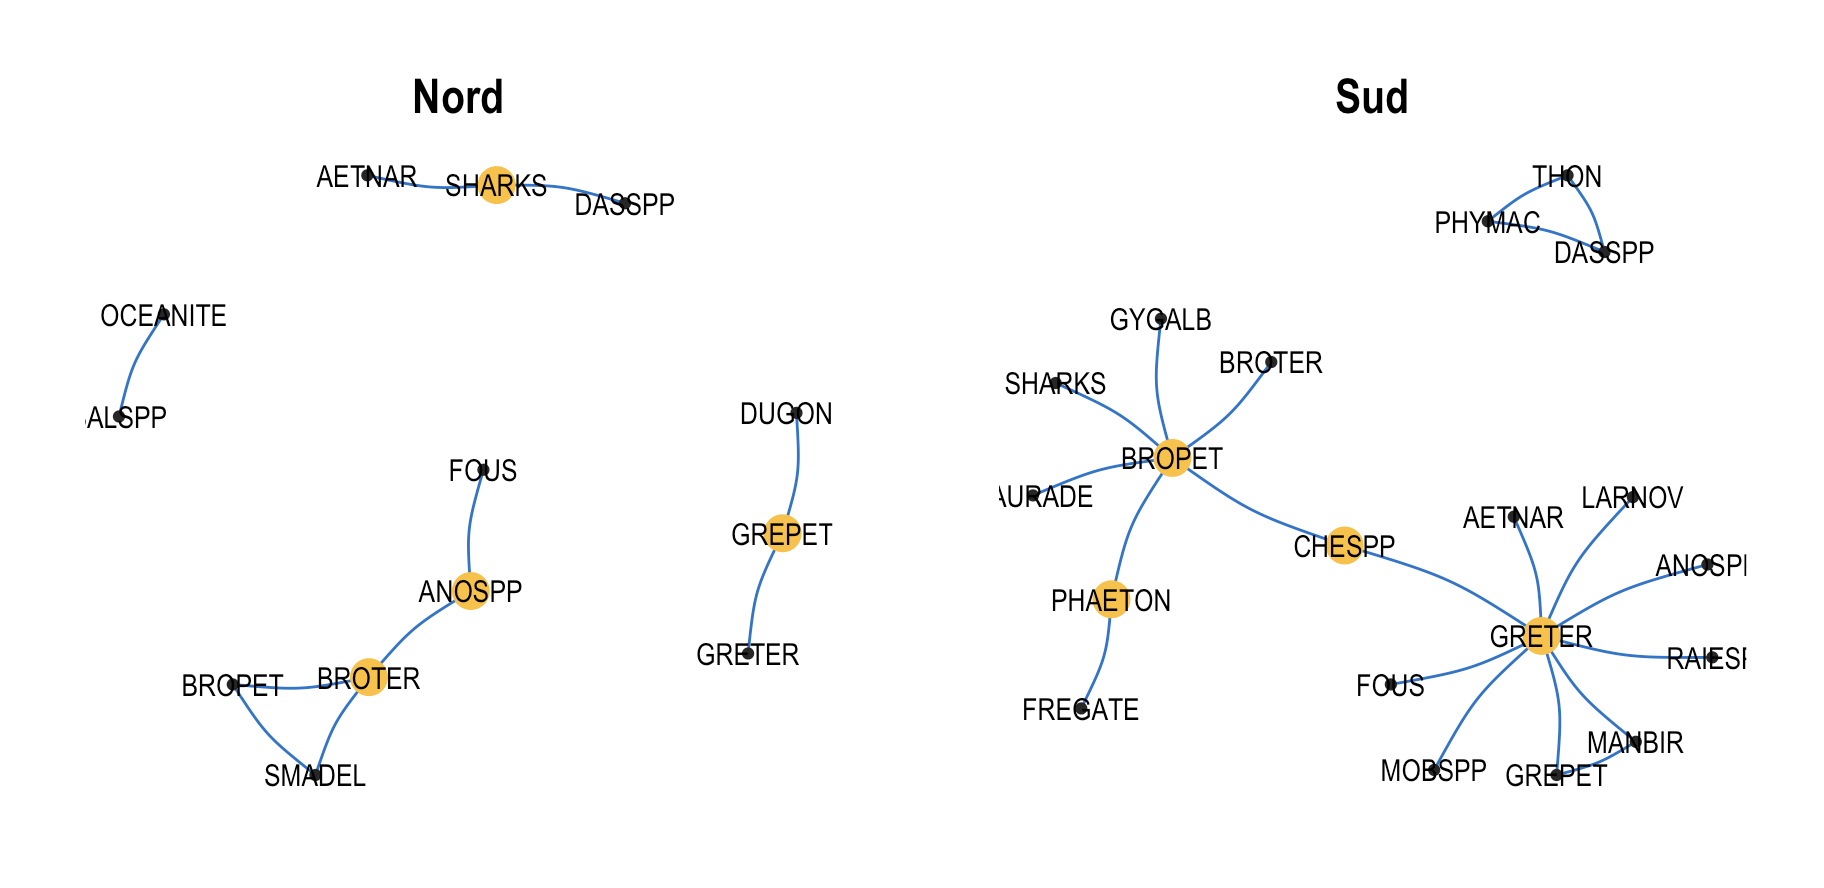 Nord
AETNAR
SHARKS
DASSPP
OCEANITE
ALSPP
DUGON
FOUS
GREPET
ANOSPP
GRETER
BROTER
BROPET
SMADEL
Sud
THON
PHYMAC
DASSPP
GYGALB
BROTER
SHARKS
BROPET
AURADE
LARNOV
AETNAR
CHESPP
ANOSP
PHAETON
GRETER
RAIES
FOUS
FREGATE
MANBIR
MOBSPP
GREPET